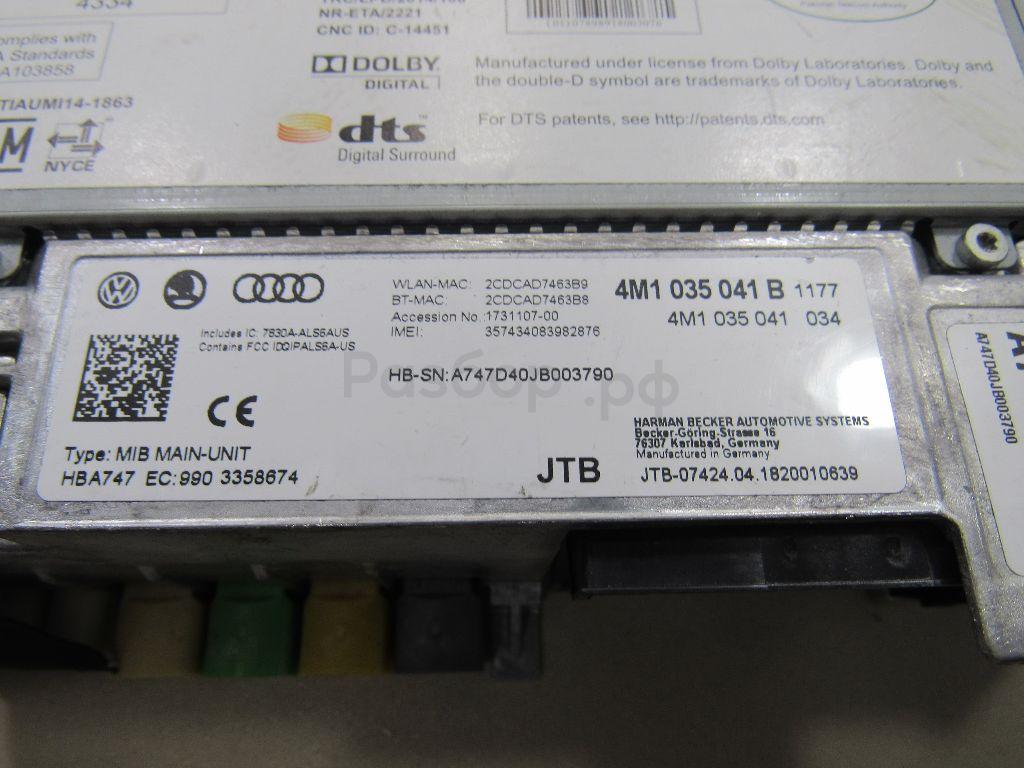 4334
NR-ETA/2221
CNC ID: C-14451
complies with
A Standards
A103858
TIAUMI14-1863
NYCE
DOLBY
DIGITAL
Manufactured under license from Dolby Laboratories. Dolby and
the double-D symbol are trademarks of Dolby Laboratories.
dts
Digital Surround
For DTS patents, see http://patents.dts.com
WLAN-MAC: 2CDCAD7463B9
BT-MAC: 2CDCAD7463B8
Accession No.:1731107-00
IMEI: 357434083982876
4M1 035 041 B 1177
4M1 035 041 034
Includes IC: 7830A-ALS6AUS
Contains FCC ID:QIPALS6A-US
HB-SN:A747D40JB003790
Разбор.рф
CE
Type: MIB MAIN-UNIT
HBA747 EC:990 3358674
JTB
HARMAN BECKER AUTOMOTIVE SYSTEMS
Becker-Göring-Strasse 16
76307 Karlsbad, Germany
Manufactured in Germany
JTB-07424.04.1820010639
A747D40JB003790